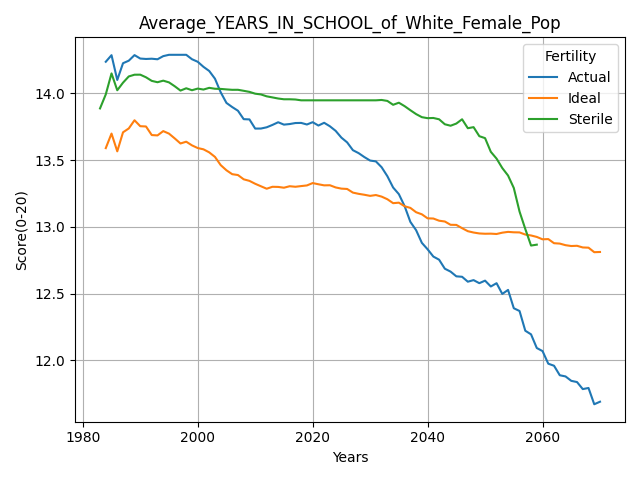 Average_YEARS_IN_SCHOOL_of_White_Female_Pop
Fertility
Actual
Ideal
Sterile
Score(0-20)
14.0
13.5
13.0
12.5
12.0
1980 2000 2020 2040 2060
Years